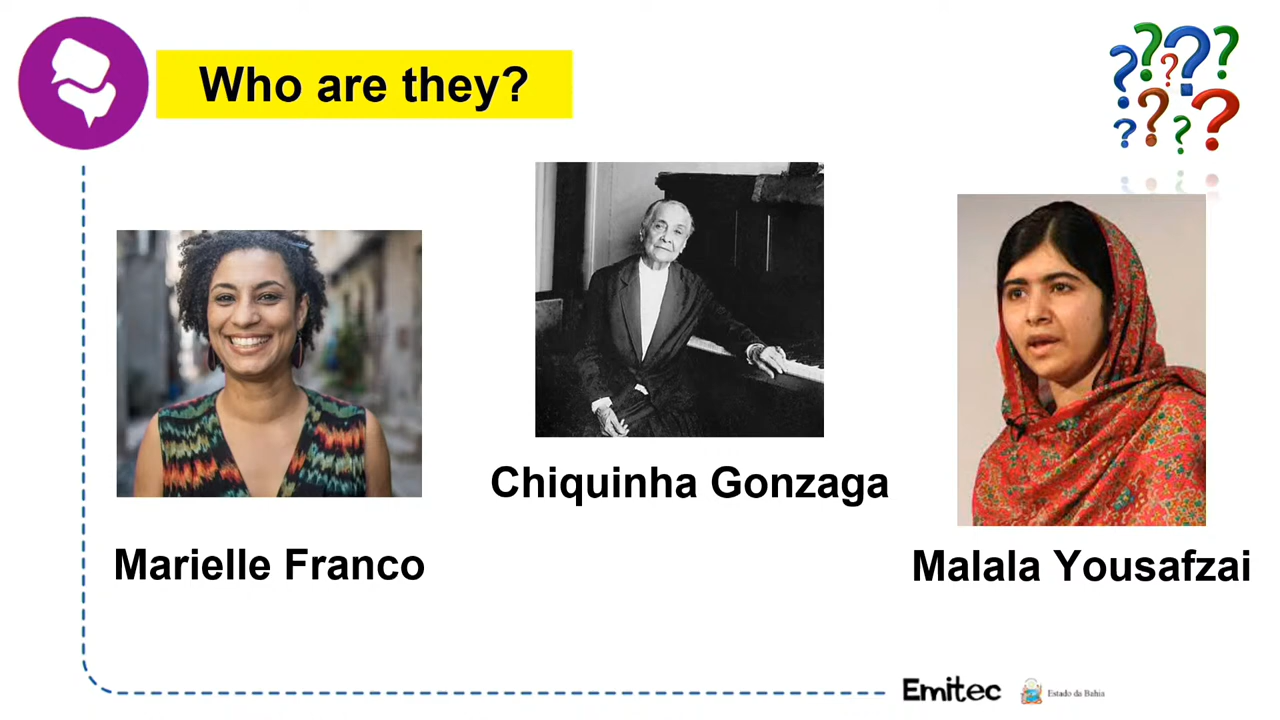 Who are they?
Chiquinha Gonzaga
Marielle Franco
Malala Yousafzai
Emitec
Estado da Bahia